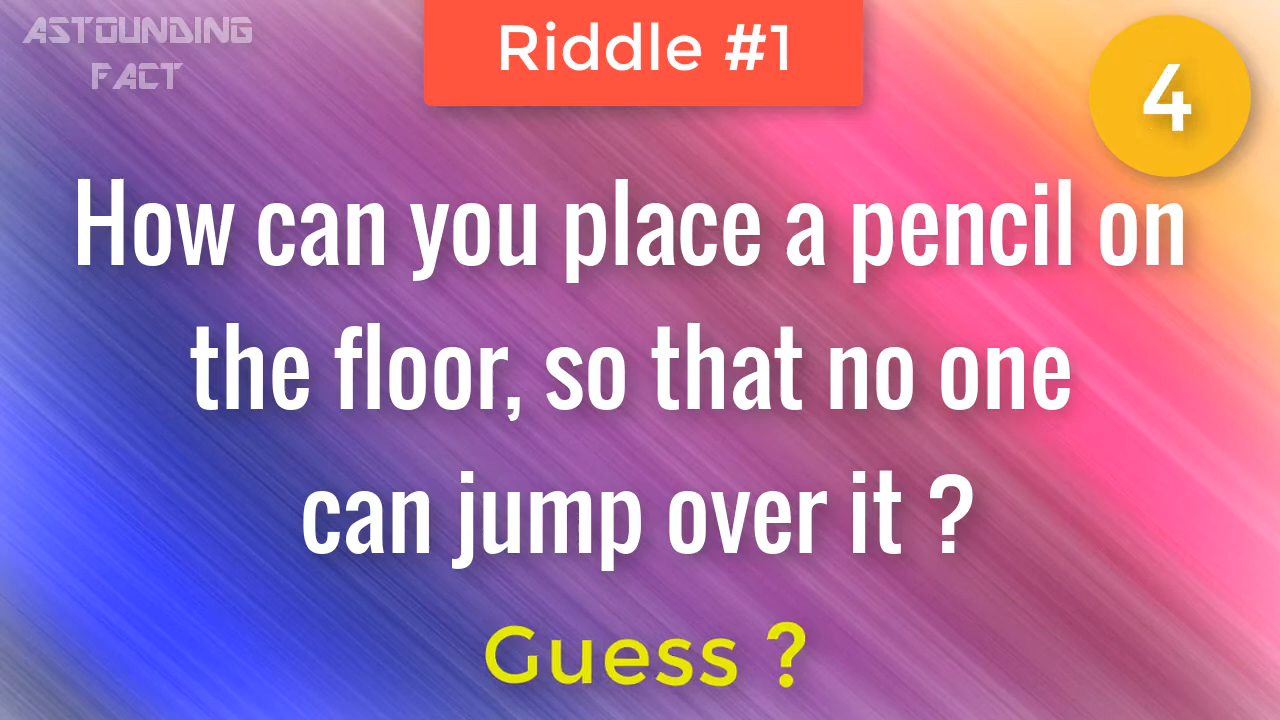 ASTOUNDING
FACT
Riddle #1
4
How can you place a pencil on
the floor, so that no one
can jump over it ?
Guess ?